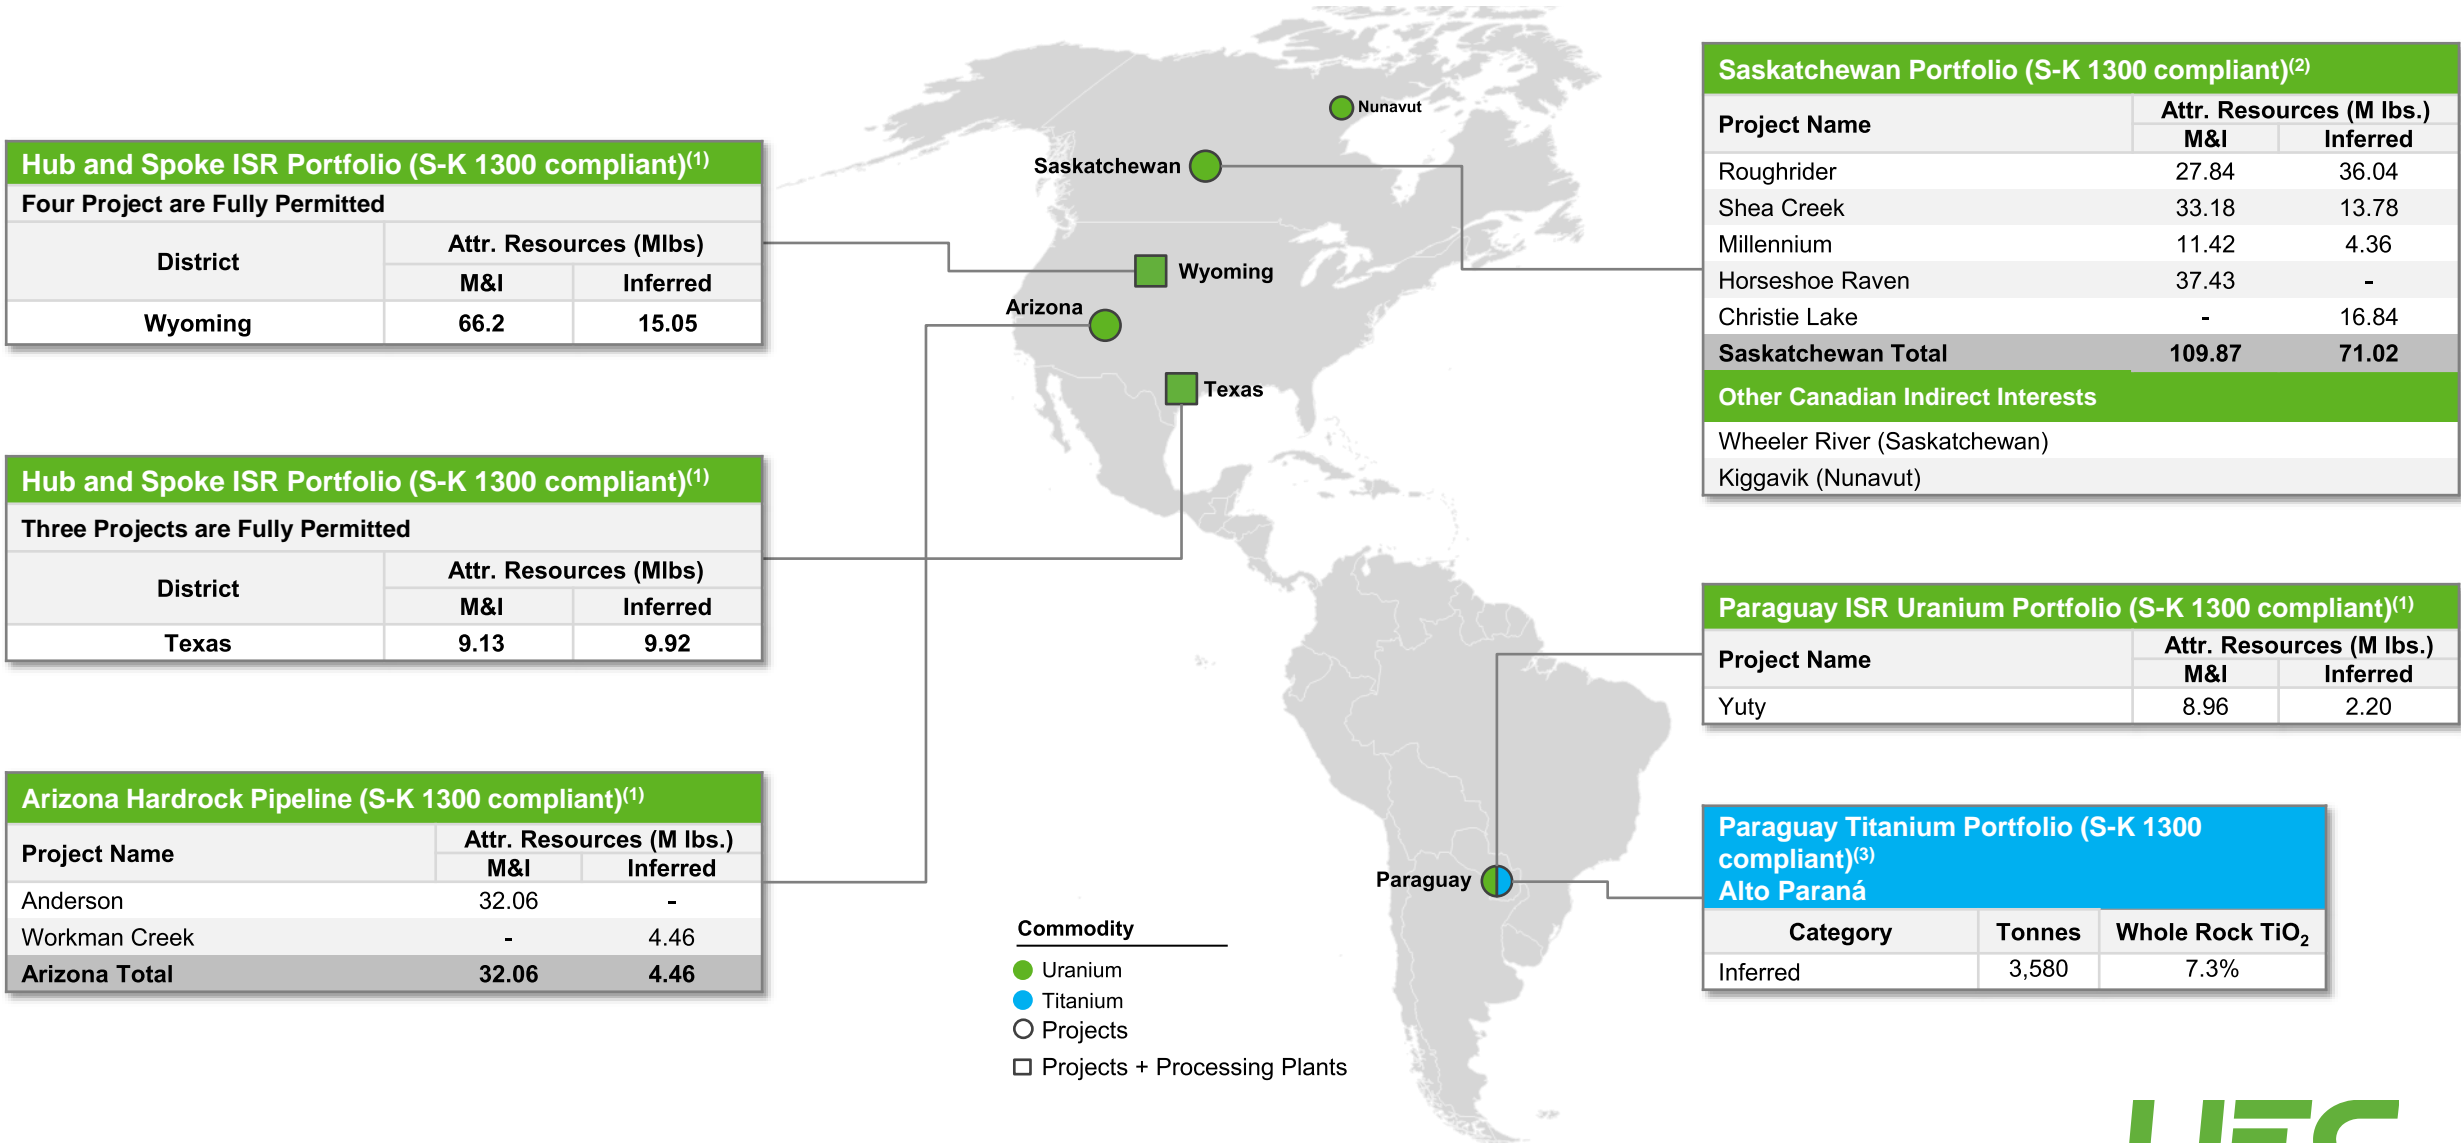 Hub and Spoke ISR Portfolio (S-K 1300 compliant)(1)
Four Project are Fully Permitted
District
Attr. Resources (Mlbs)
M&I Inferred
Wyoming 66.2 15.05
Hub and Spoke ISR Portfolio (S-K 1300 compliant)(1)
Three Projects are Fully Permitted
District
Attr. Resources (Mlbs)
M&I Inferred
Texas 9.13 9.92
Arizona Hardrock Pipeline (S-K 1300 compliant)(1)
Project Name
Attr. Resources (M lbs.)
M&I Inferred
Anderson 32.06 -
Workman Creek - 4.46
Arizona Total 32.06 4.46
Nunavut
Saskatchewan
Wyoming
Arizona
Texas
Paraguay
Commodity
Uranium
Titanium
Projects
Projects + Processing Plants
Saskatchewan Portfolio (S-K 1300 compliant)(2)
Project Name
Attr. Resources (M lbs.)
M&I Inferred
Roughrider 27.84 36.04
Shea Creek 33.18 13.78
Millennium 11.42 4.36
Horseshoe Raven 37.43 -
Christie Lake - 16.84
Saskatchewan Total 109.87 71.02
Other Canadian Indirect Interests
Wheeler River (Saskatchewan)
Kiggavik (Nunavut)
Paraguay ISR Uranium Portfolio (S-K 1300 compliant)(1)
Project Name
Attr. Resources (M lbs.)
M&I Inferred
Yuty 8.96 2.20
Paraguay Titanium Portfolio (S-K 1300
compliant)(3)
Alto Paraná
Category Tonnes Whole Rock TiO2
Inferred 3,580 7.3%
UEC